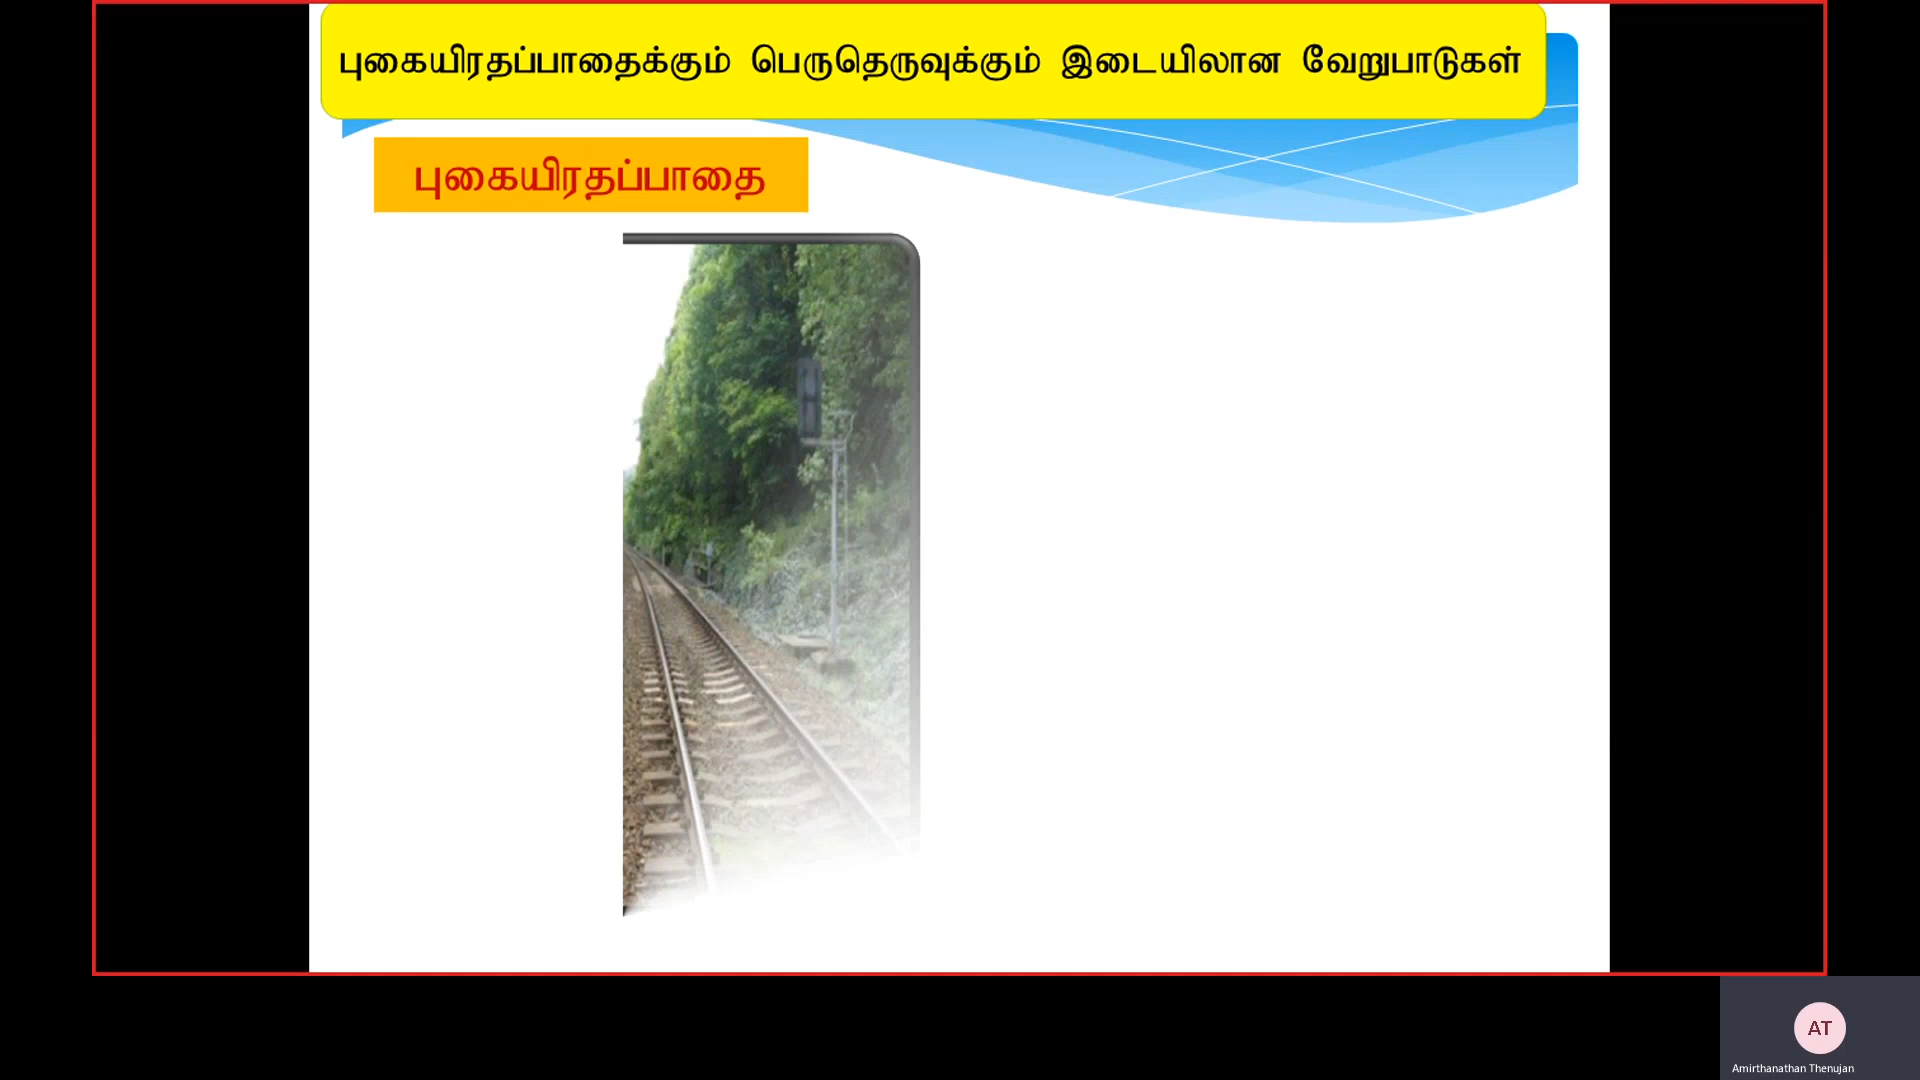 புகையிரதப்பாதைக்கும் பெருதெருவுக்கும் இடையிலான வேறுபாடுகள்
புகையிரதப்பாதை
AT
Amirthanathan Thenujan